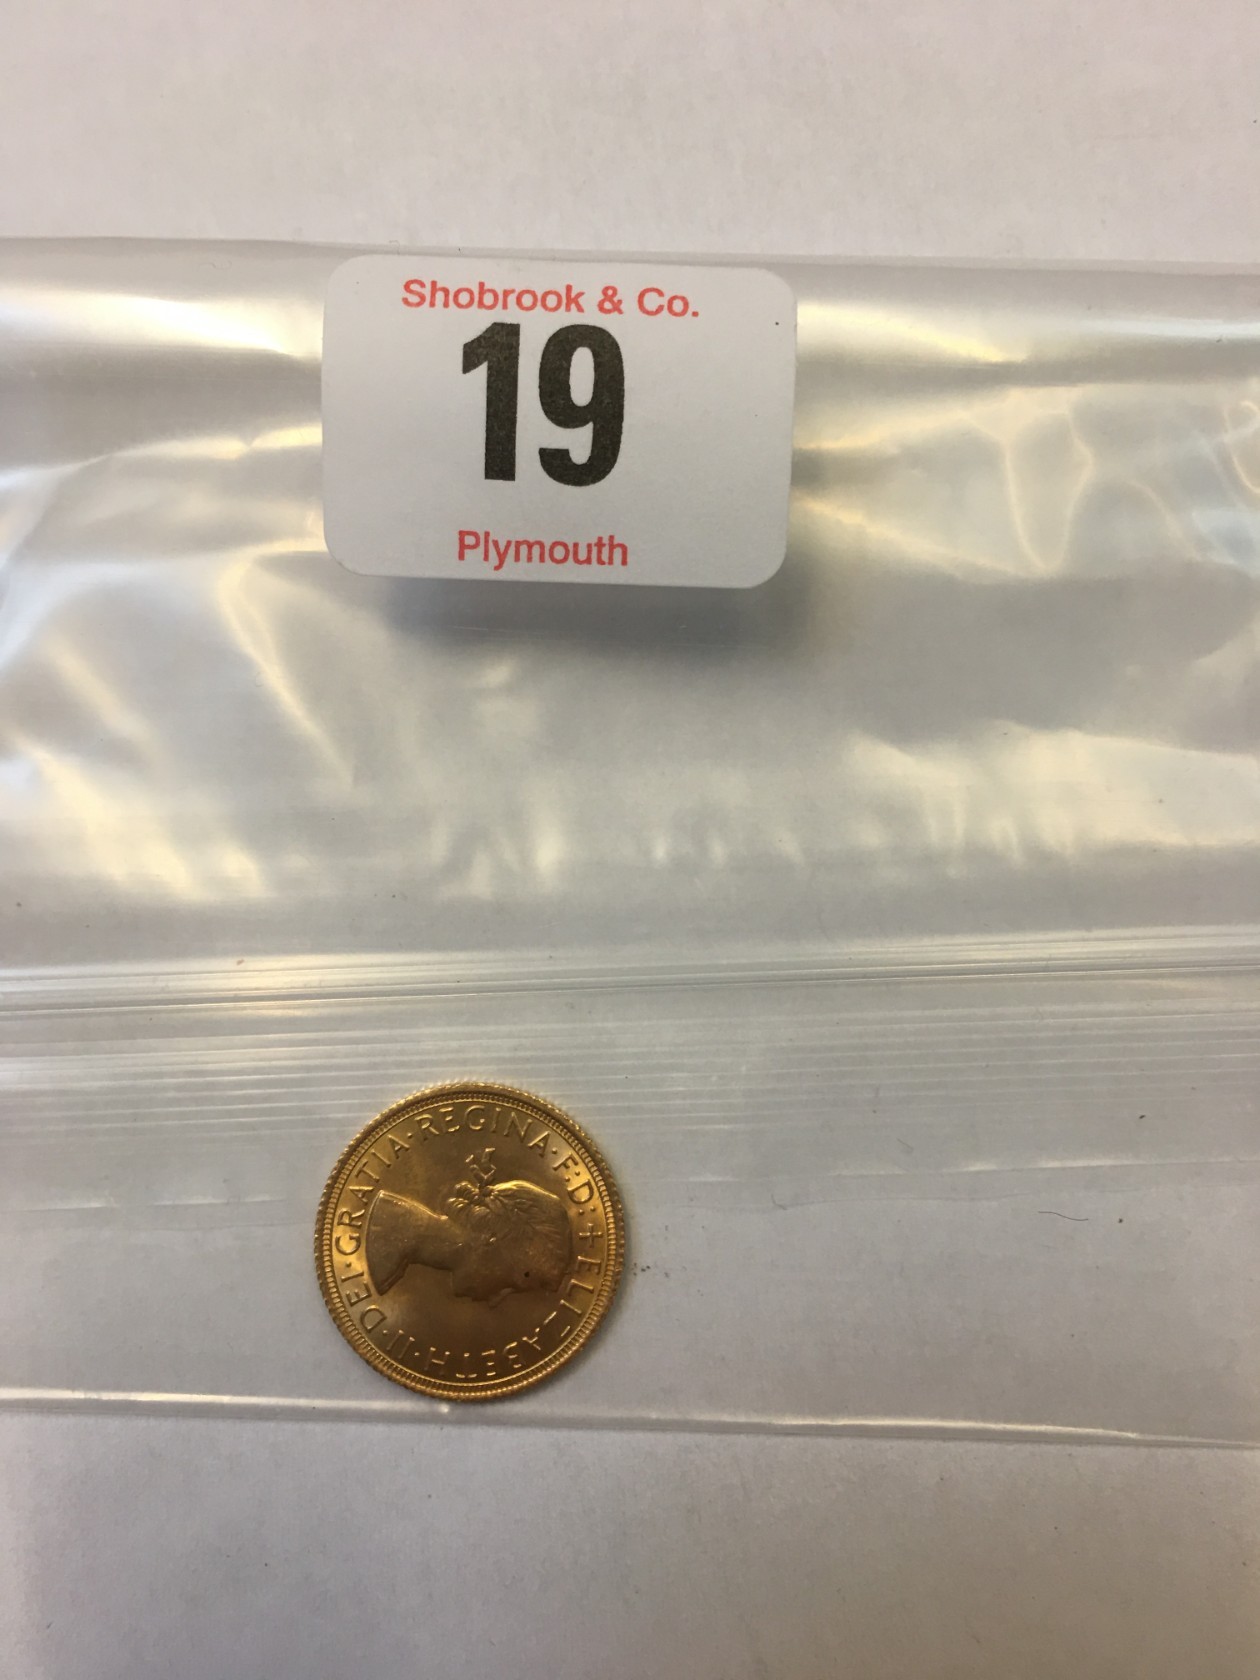 Shobrook & Co.
19
Plymouth
ELIZABETH·II·DEI·GRATIA·REGINA·F:D:+